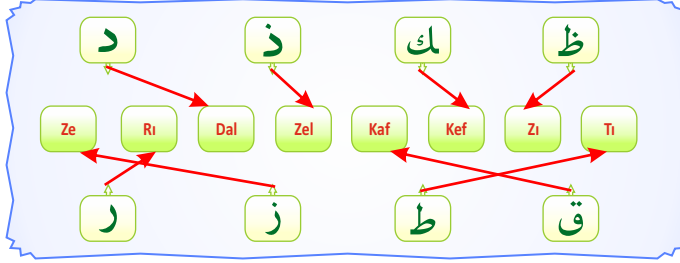 د ذ ك ظ
Ze Rı Dal Zel Kaf Kef Zı Tı
ر ز ط ق